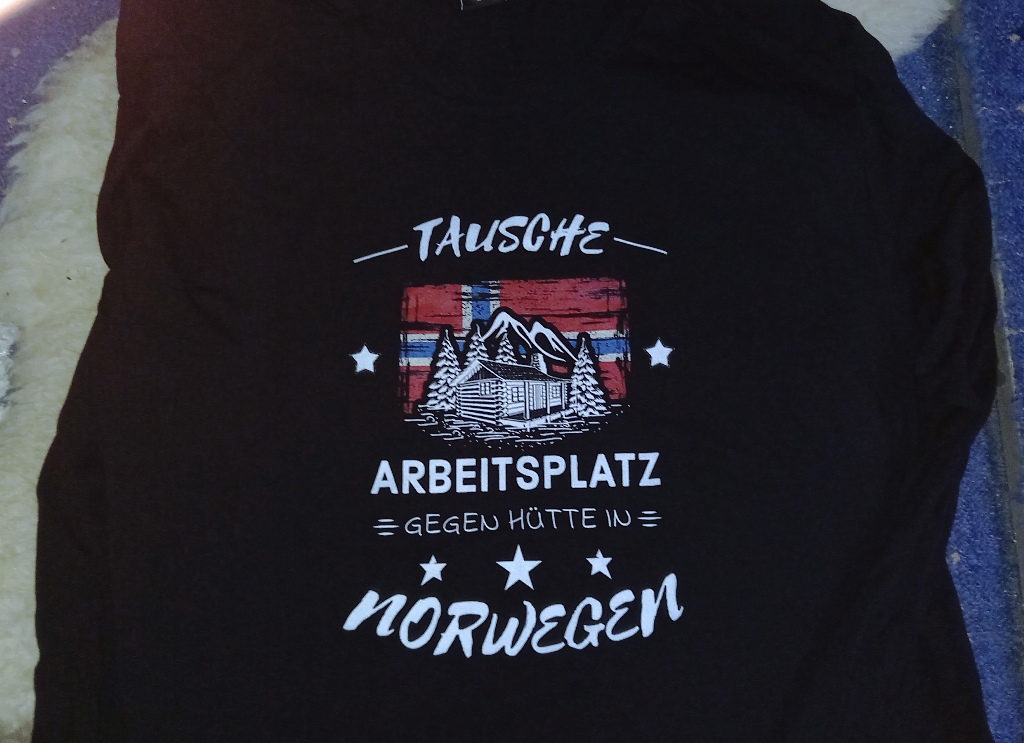 TAUSCHE
ARBEITSPLATZ
GEGEN HÜTTE IN
NORWEGEN